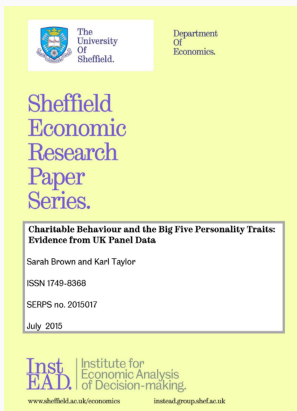 The
University
Of
Sheffield.
Department
Of
Economics.
Sheffield
Economic
Research
Paper
Series.
Charitable Behaviour and the Big Five Personality Traits:
Evidence from UK Panel Data
Sarah Brown and Karl Taylor
ISSN 1749-8368
SERPS no. 2015017
July 2015
Inst
EAD.
Institute for
Economic Analysis
of Decision-making.
www.sheffield.ac.uk/economics
instead.group.shef.ac.uk